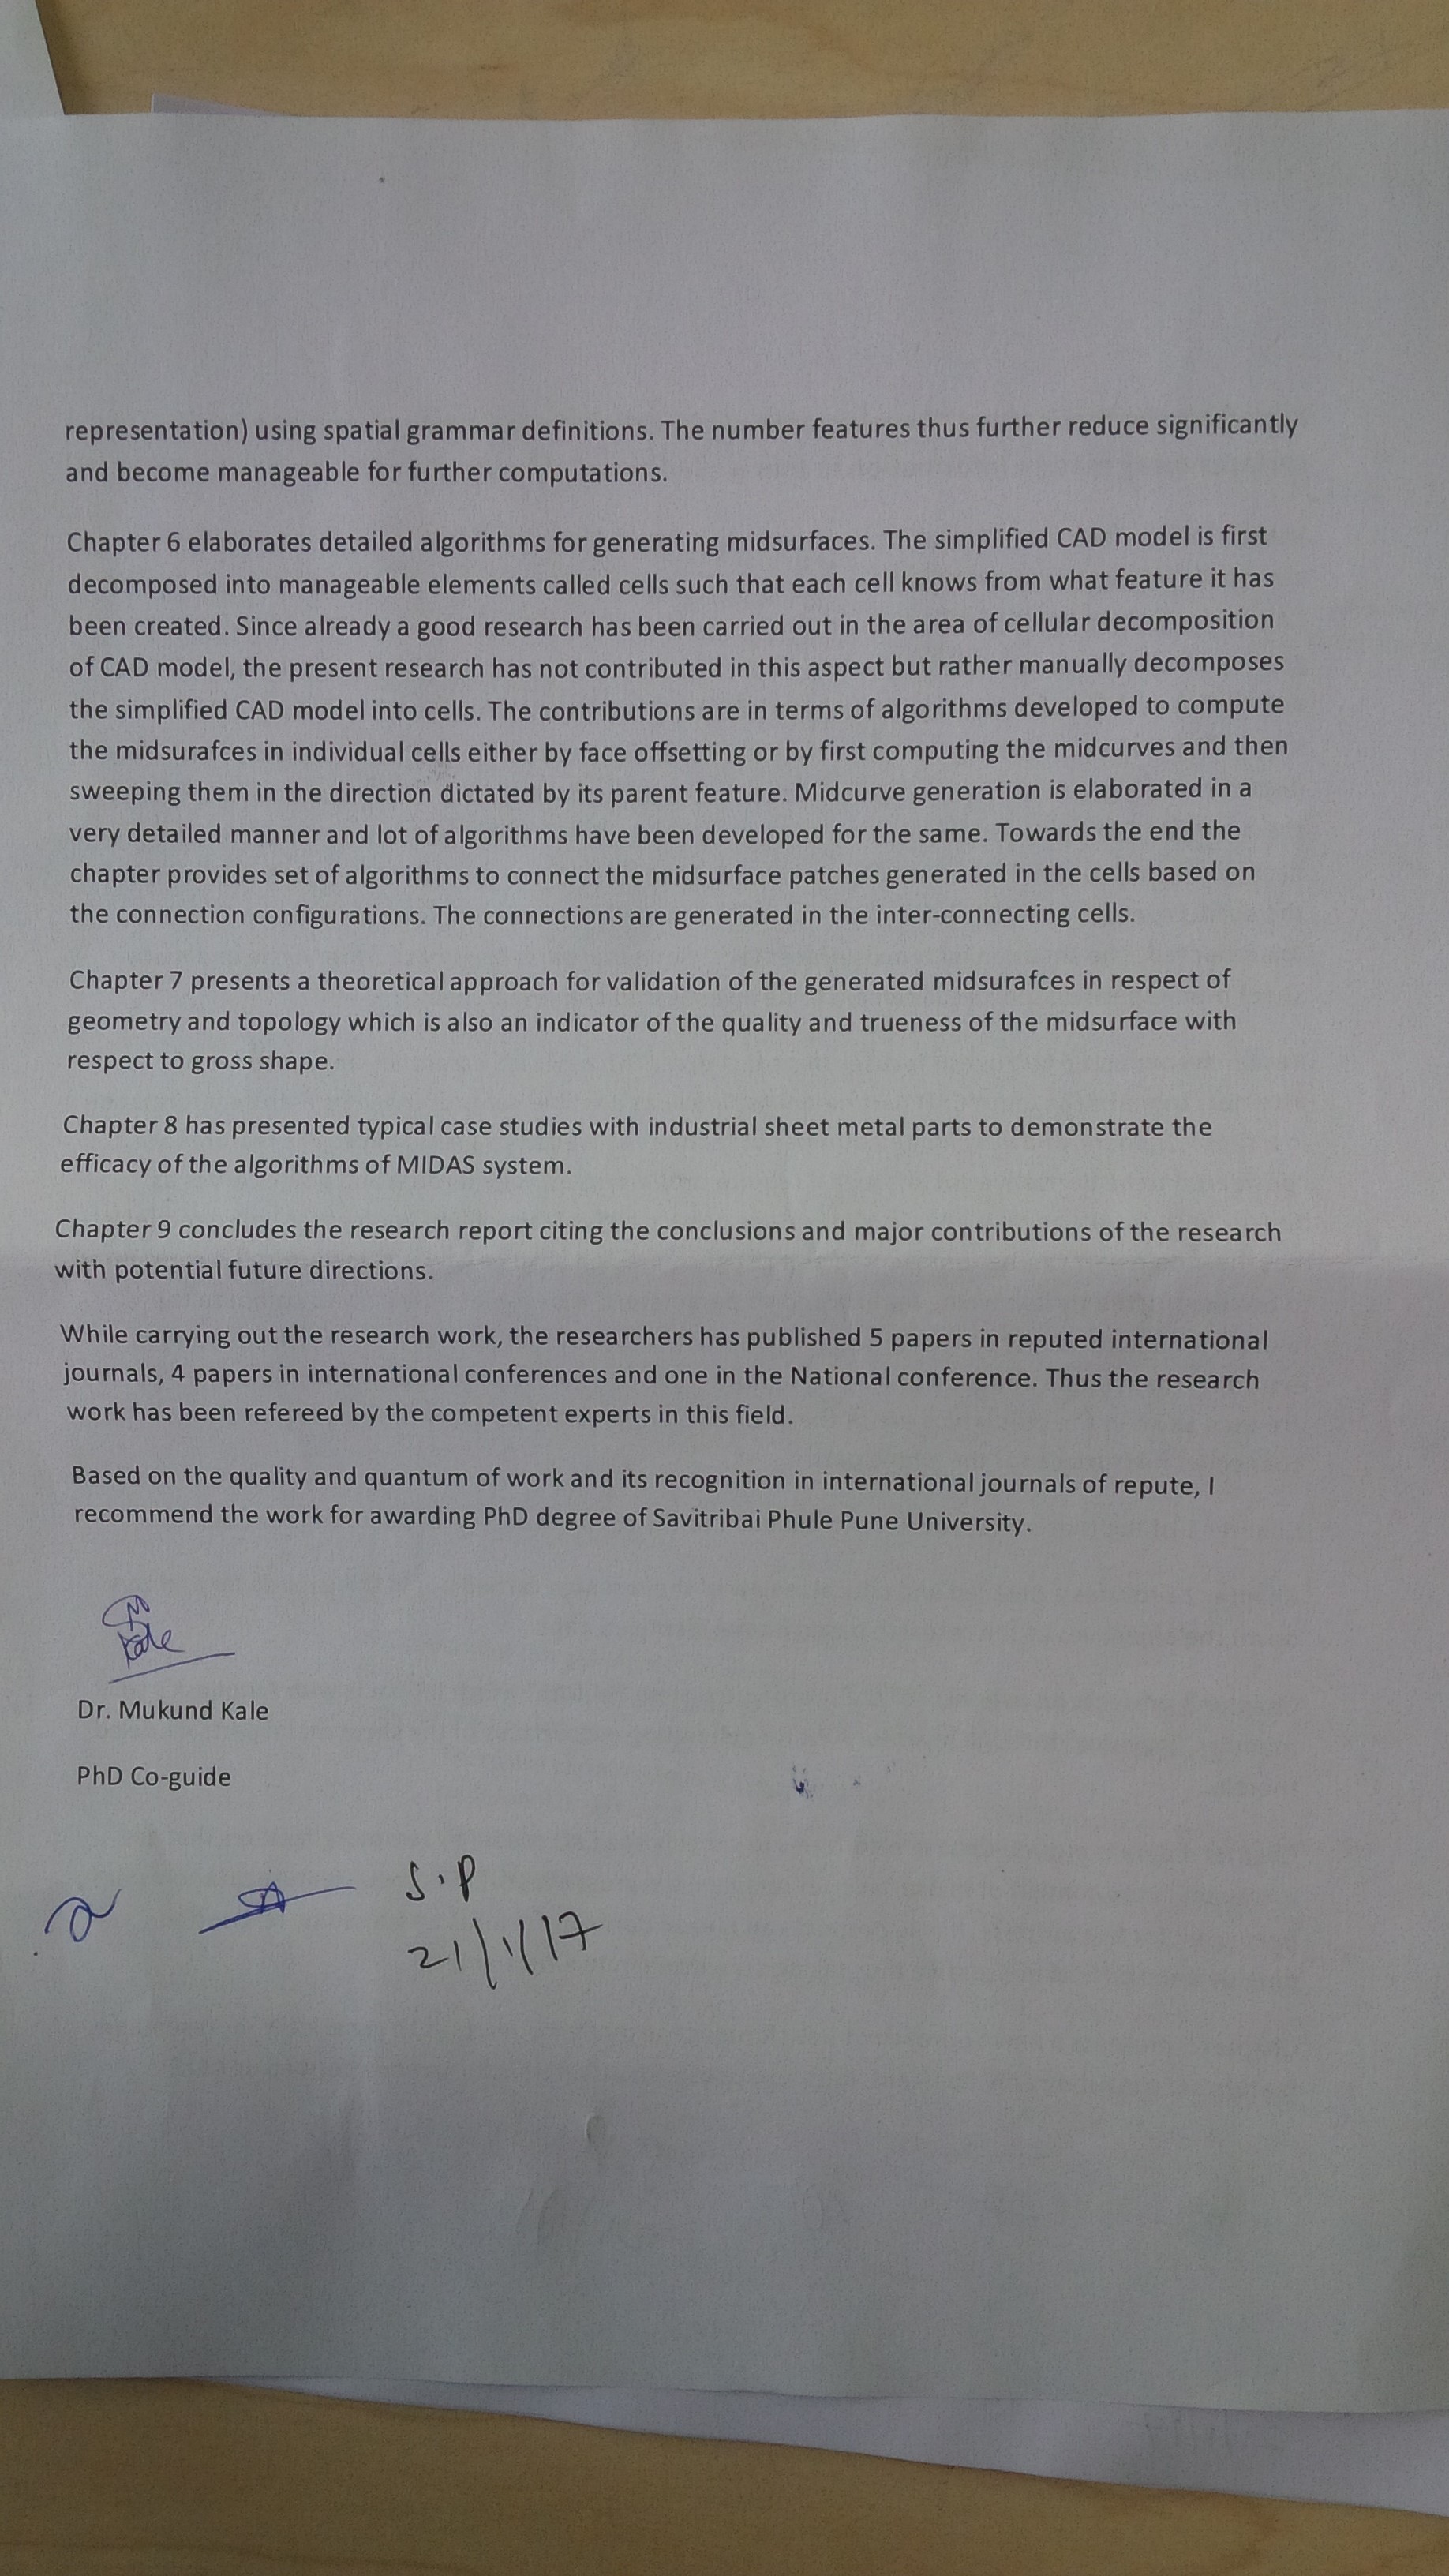 representation) using spatial grammar definitions. The number features thus further reduce significantly
and become manageable for further computations.
Chapter 6 elaborates detailed algorithms for generating midsurfaces. The simplified CAD model is first
decomposed into manageable elements called cells such that each cell knows from what feature it has
been created. Since already a good research has been carried out in the area of cellular decomposition
of CAD model, the present research has not contributed in this aspect but rather manually decomposes
the simplified CAD model into cells. The contributions are in terms of algorithms developed to compute
the midsurafces in individual cells either by face offsetting or by first computing the midcurves and then
sweeping them in the direction dictated by its parent feature. Midcurve generation is elaborated in a
very detailed manner and lot of algorithms have been developed for the same. Towards the end the
chapter provides set of algorithms to connect the midsurface patches generated in the cells based on
the connection configurations. The connections are generated in the inter-connecting cells.
Chapter 7 presents a theoretical approach for validation of the generated midsurafces in respect of
geometry and topology which is also an indicator of the quality and trueness of the midsurface with
respect to gross shape.
Chapter 8 has presented typical case studies with industrial sheet metal parts to demonstrate the
efficacy of the algorithms of MIDAS system.
Chapter 9 concludes the research report citing the conclusions and major contributions of the research
with potential future directions.
While carrying out the research work, the researchers has published 5 papers in reputed international
journals, 4 papers in international conferences and one in the National conference. Thus the research
work has been refereed by the competent experts in this field.
Based on the quality and quantum of work and its recognition in international journals of repute, I
recommend the work for awarding PhD degree of Savitribai Phule Pune University.
M
Kale
Dr. Mukund Kale
PhD Co-guide
S.P
21/1/17